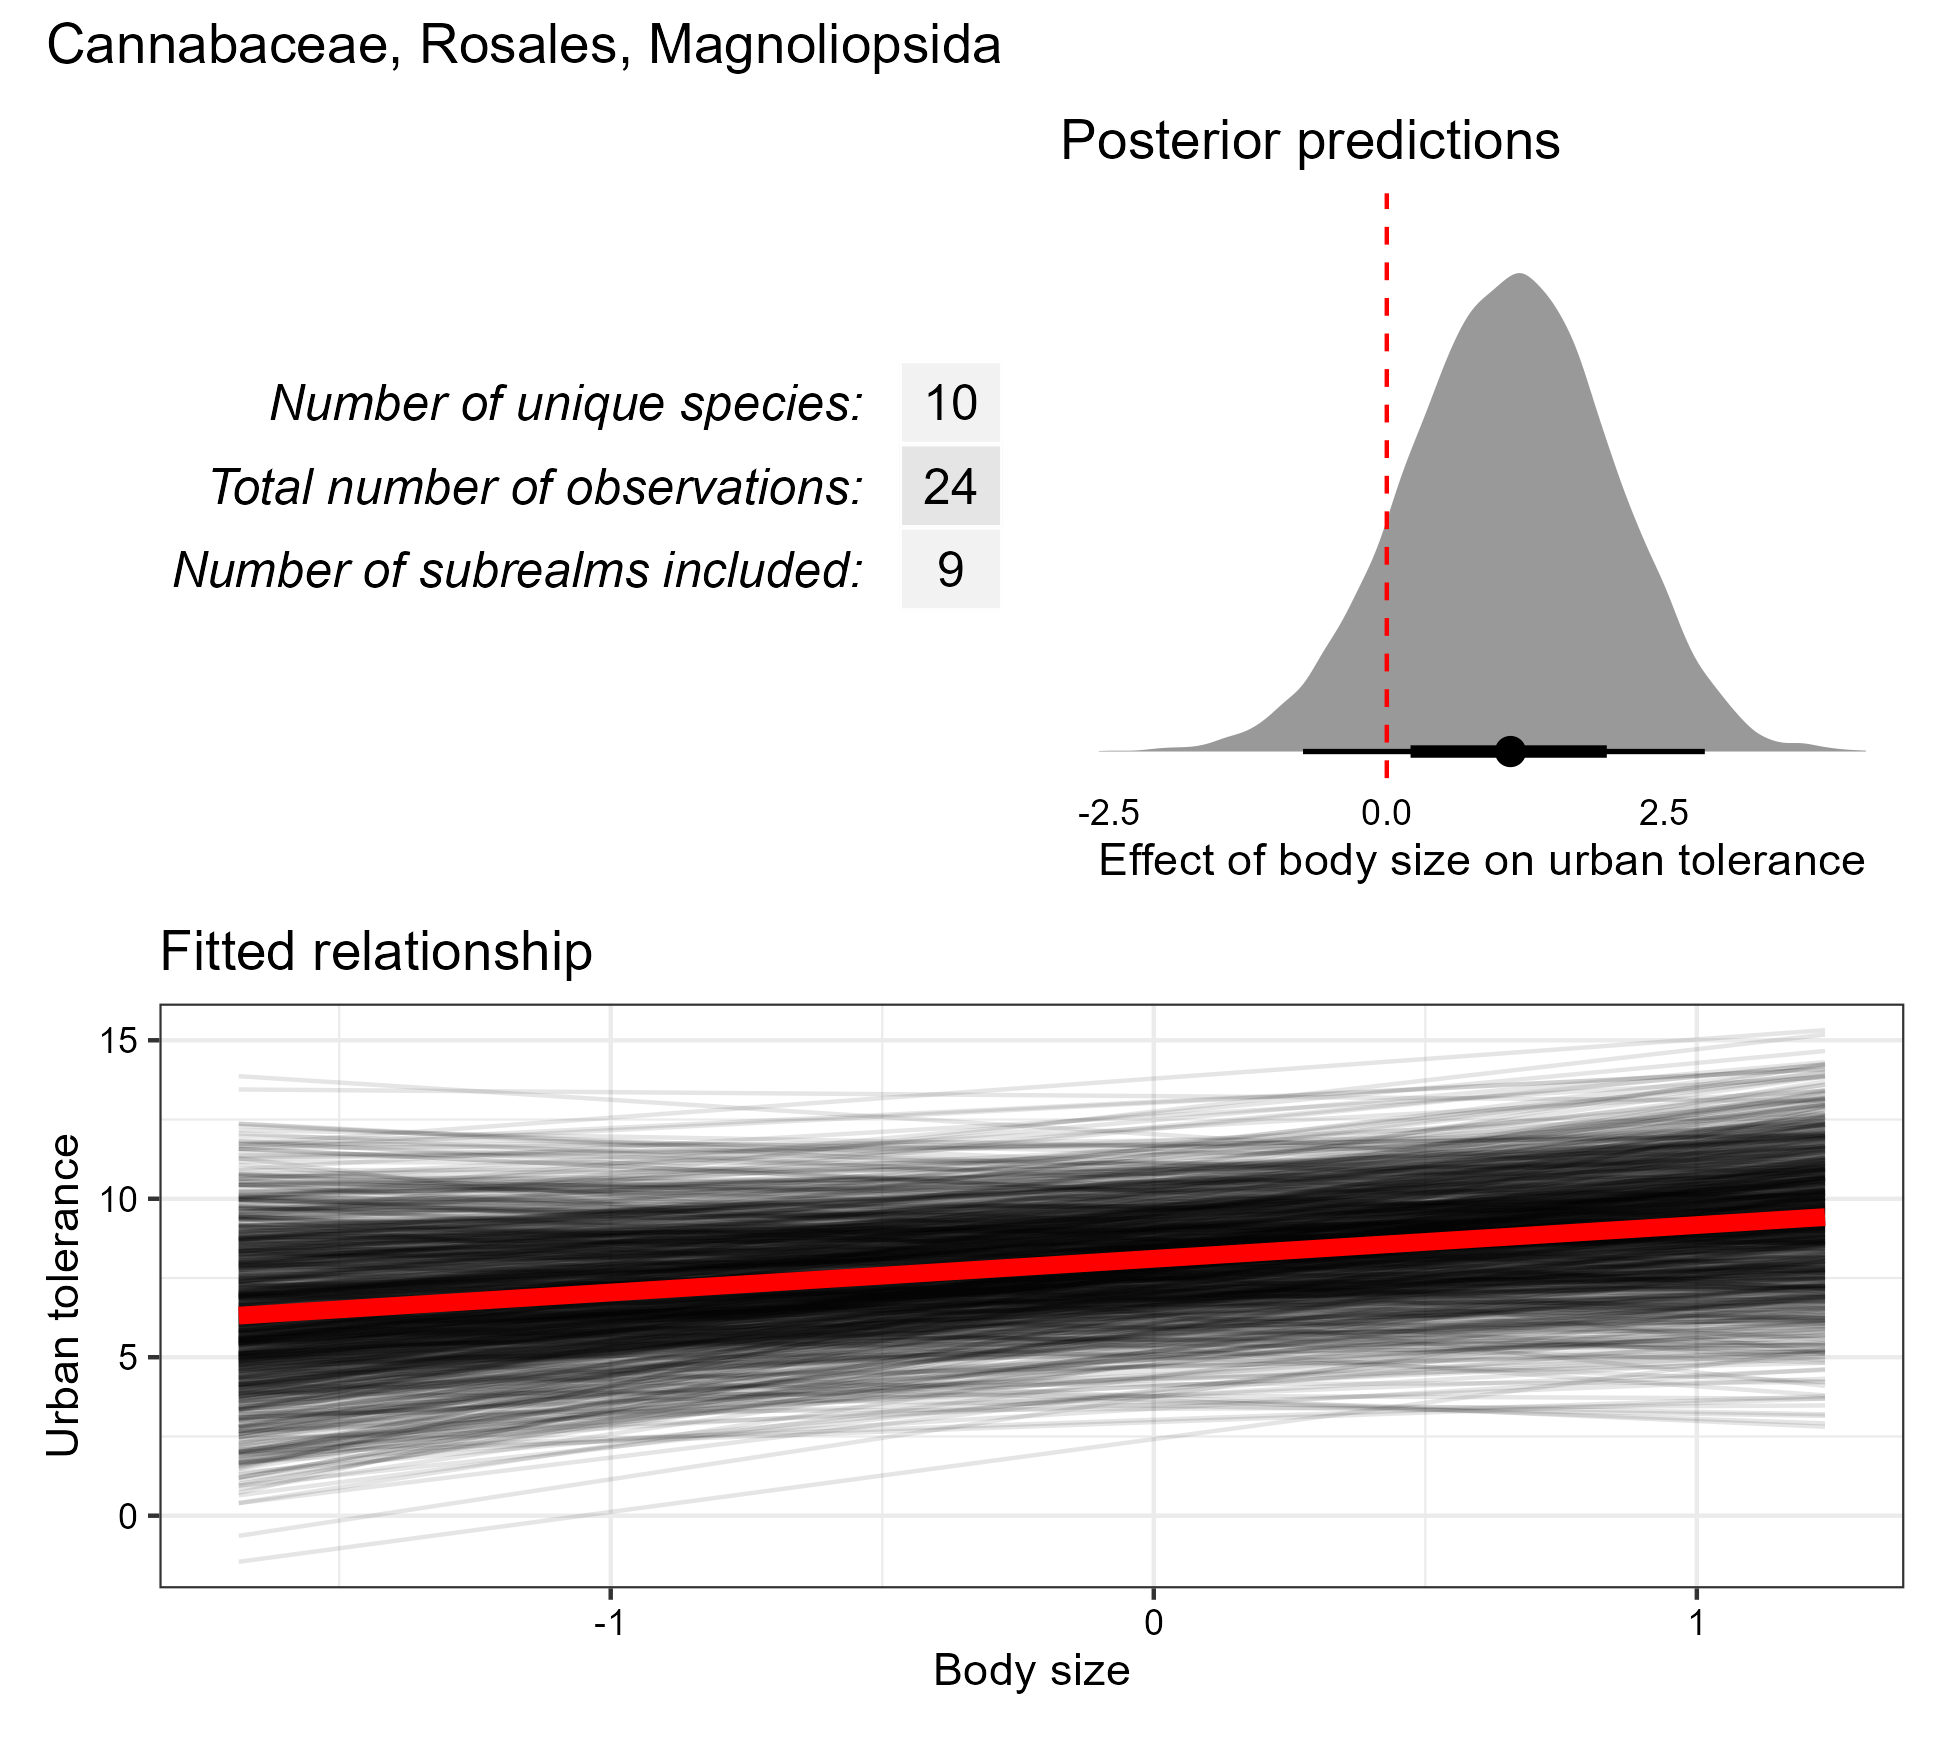 Cannabaceae, Rosales, Magnoliopsida
Posterior predictions
Number of unique species: 10
Total number of observations: 24
Number of subrealms included: 9
-2.5 0.0 2.5
Effect of body size on urban tolerance
Fitted relationship
15
10
5
0
Urban tolerance
-1 0 1
Body size